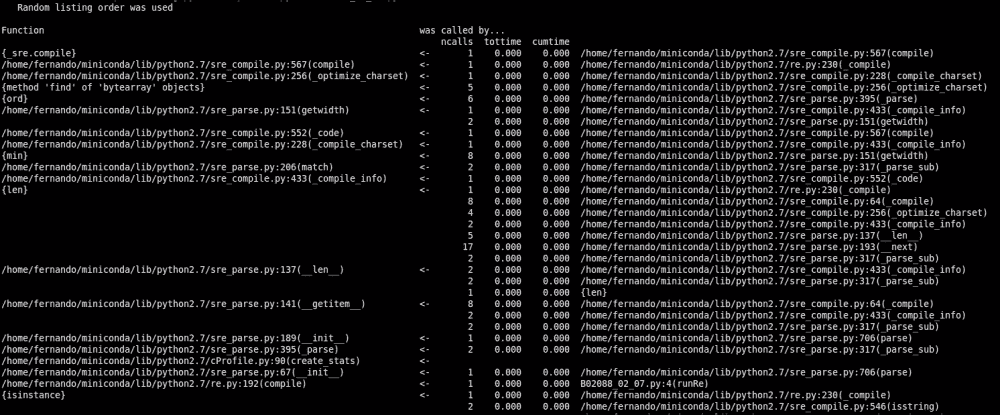 Random listing order was used
Function was called by...
ncalls tottime cumtime
{_sre.compile} <- 1 0.000 0.000 /home/fernando/miniconda/lib/python2.7/sre_compile.py:567(compile)
/home/fernando/miniconda/lib/python2.7/sre_compile.py:567(compile) <- 1 0.000 0.000 /home/fernando/miniconda/lib/python2.7/re.py:230(_compile)
/home/fernando/miniconda/lib/python2.7/sre_compile.py:256(_optimize_charset) <- 1 0.000 0.000 /home/fernando/miniconda/lib/python2.7/sre_compile.py:228(_compile_charset)
{method 'find' of 'bytearray' objects} <- 5 0.000 0.000 /home/fernando/miniconda/lib/python2.7/sre_compile.py:256(_optimize_charset)
{ord} <- 6 0.000 0.000 /home/fernando/miniconda/lib/python2.7/sre_parse.py:395(_parse)
/home/fernando/miniconda/lib/python2.7/sre_parse.py:151(getwidth) <- 1 0.000 0.000 /home/fernando/miniconda/lib/python2.7/sre_compile.py:433(_compile_info)
2 0.000 0.000 /home/fernando/miniconda/lib/python2.7/sre_parse.py:151(getwidth)
/home/fernando/miniconda/lib/python2.7/sre_compile.py:552(_code) <- 1 0.000 0.000 /home/fernando/miniconda/lib/python2.7/sre_compile.py:567(compile)
/home/fernando/miniconda/lib/python2.7/sre_compile.py:228(_compile_charset) <- 1 0.000 0.000 /home/fernando/miniconda/lib/python2.7/sre_compile.py:433(_compile_info)
{min} <- 8 0.000 0.000 /home/fernando/miniconda/lib/python2.7/sre_parse.py:151(getwidth)
/home/fernando/miniconda/lib/python2.7/sre_parse.py:206(match) <- 2 0.000 0.000 /home/fernando/miniconda/lib/python2.7/sre_parse.py:317(_parse_sub)
/home/fernando/miniconda/lib/python2.7/sre_compile.py:433(_compile_info) <- 1 0.000 0.000 /home/fernando/miniconda/lib/python2.7/sre_compile.py:552(_code)
{len} <- 1 0.000 0.000 /home/fernando/miniconda/lib/python2.7/re.py:230(_compile)
8 0.000 0.000 /home/fernando/miniconda/lib/python2.7/sre_compile.py:64(_compile)
4 0.000 0.000 /home/fernando/miniconda/lib/python2.7/sre_compile.py:256(_optimize_charset)
2 0.000 0.000 /home/fernando/miniconda/lib/python2.7/sre_compile.py:433(_compile_info)
5 0.000 0.000 /home/fernando/miniconda/lib/python2.7/sre_parse.py:137(__len__)
17 0.000 0.000 /home/fernando/miniconda/lib/python2.7/sre_parse.py:193(__next)
2 0.000 0.000 /home/fernando/miniconda/lib/python2.7/sre_parse.py:317(_parse_sub)
/home/fernando/miniconda/lib/python2.7/sre_parse.py:137(__len__) <- 2 0.000 0.000 /home/fernando/miniconda/lib/python2.7/sre_compile.py:433(_compile_info)
2 0.000 0.000 /home/fernando/miniconda/lib/python2.7/sre_parse.py:317(_parse_sub)
1 0.000 0.000 {len}
/home/fernando/miniconda/lib/python2.7/sre_parse.py:141(__getitem__) <- 8 0.000 0.000 /home/fernando/miniconda/lib/python2.7/sre_compile.py:64(_compile)
2 0.000 0.000 /home/fernando/miniconda/lib/python2.7/sre_compile.py:433(_compile_info)
2 0.000 0.000 /home/fernando/miniconda/lib/python2.7/sre_parse.py:317(_parse_sub)
/home/fernando/miniconda/lib/python2.7/sre_parse.py:189(__init__) <- 1 0.000 0.000 /home/fernando/miniconda/lib/python2.7/sre_parse.py:706(parse)
/home/fernando/miniconda/lib/python2.7/sre_parse.py:395(_parse) <- 2 0.000 0.000 /home/fernando/miniconda/lib/python2.7/sre_parse.py:317(_parse_sub)
/home/fernando/miniconda/lib/python2.7/cProfile.py:90(create_stats) <-
/home/fernando/miniconda/lib/python2.7/sre_parse.py:67(__init__) <- 1 0.000 0.000 /home/fernando/miniconda/lib/python2.7/sre_parse.py:706(parse)
/home/fernando/miniconda/lib/python2.7/re.py:192(compile) <- 1 0.000 0.000 B02088_02_07.py:4(runRe)
{isinstance} <- 1 0.000 0.000 /home/fernando/miniconda/lib/python2.7/re.py:230(_compile)
2 0.000 0.000 /home/fernando/miniconda/lib/python2.7/sre_compile.py:546(isstring)